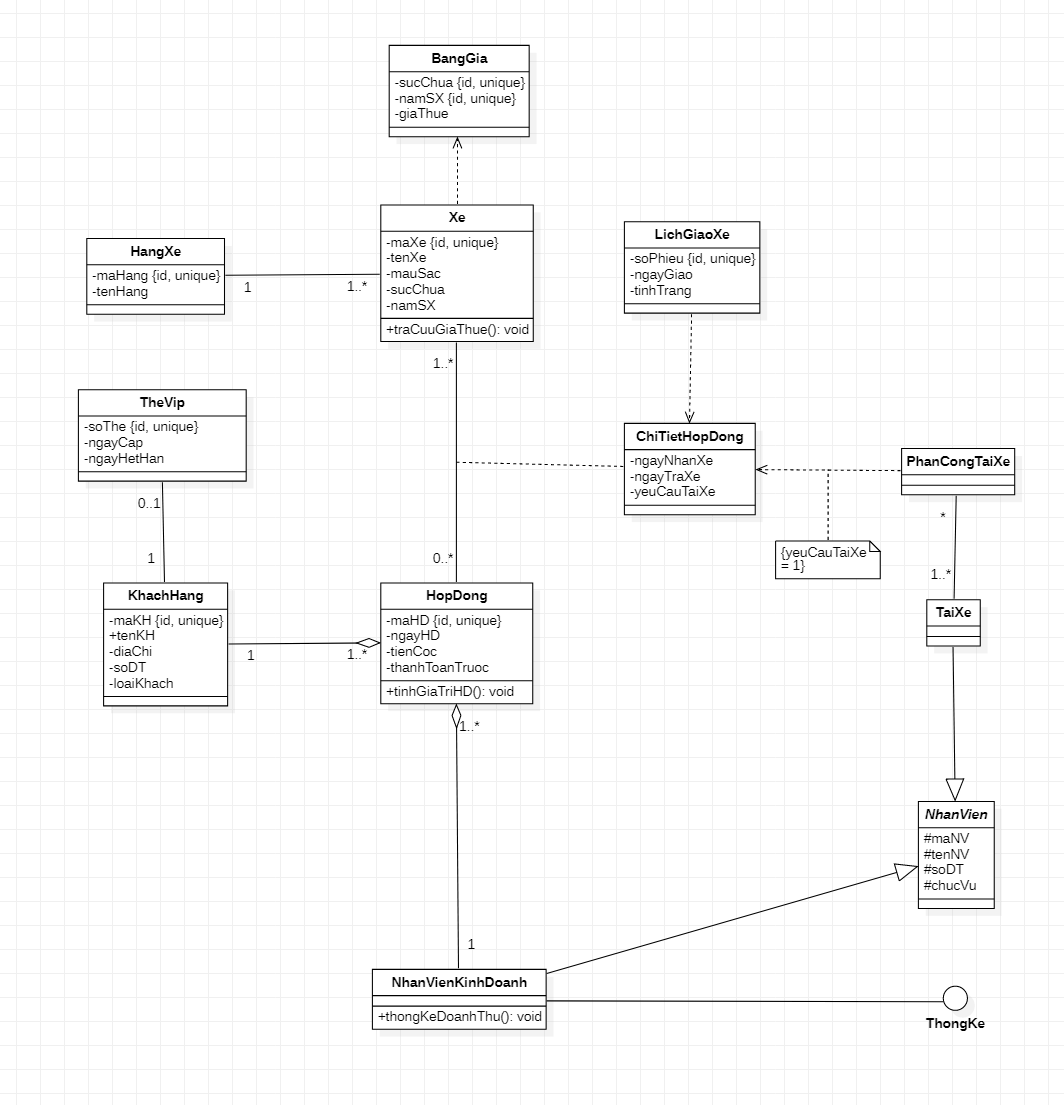 BangGia
-sucChua {id, unique}
-namSX {id, unique}
-giaThue
Xe
-maXe {id, unique}
-tenXe
-mauSac
-sucChua
-namSX
+traCuuGiaThue(): void
HangXe
-maHang {id, unique}
-tenHang
1
1..*
LichGiaoXe
-soPhieu {id, unique}
-ngayGiao
-tinhTrang
1..*
TheVip
-soThe {id, unique}
-ngayCap
-ngayHetHan
0..1
1
ChiTietHopDong
-ngayNhanXe
-ngayTraXe
-yeuCauTaiXe
PhanCongTaiXe
*
{yeuCauTaiXe
= 1}
1..*
0..*
TaiXe
KhachHang
-maKH {id, unique}
+tenKH
-diaChi
-soDT
-loaiKhach
1
1..*
HopDong
-maHD {id, unique}
-ngayHD
-tienCoc
-thanhToanTruoc
+tinhGiaTriHD(): void
1..*
NhanVien
#maNV
#tenNV
#soDT
#chucVu
1
NhanVienKinhDoanh
+thongKeDoanhThu(): void
ThongKe